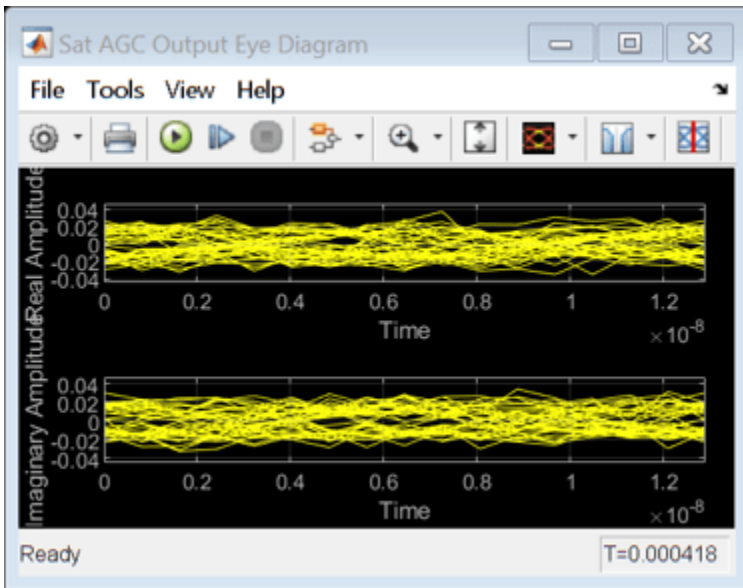 Sat AGC Output Eye Diagram
File Tools View Help
Real Amplitude
0.04
0.02
0
-0.02
-0.04
0 0.2 0.4 0.6 0.8 1 1.2
Time
×10-8
Imaginary Amplitude
0.04
0.02
0
-0.02
-0.04
0 0.2 0.4 0.6 0.8 1 1.2
Time
×10-8
Ready T=0.000418